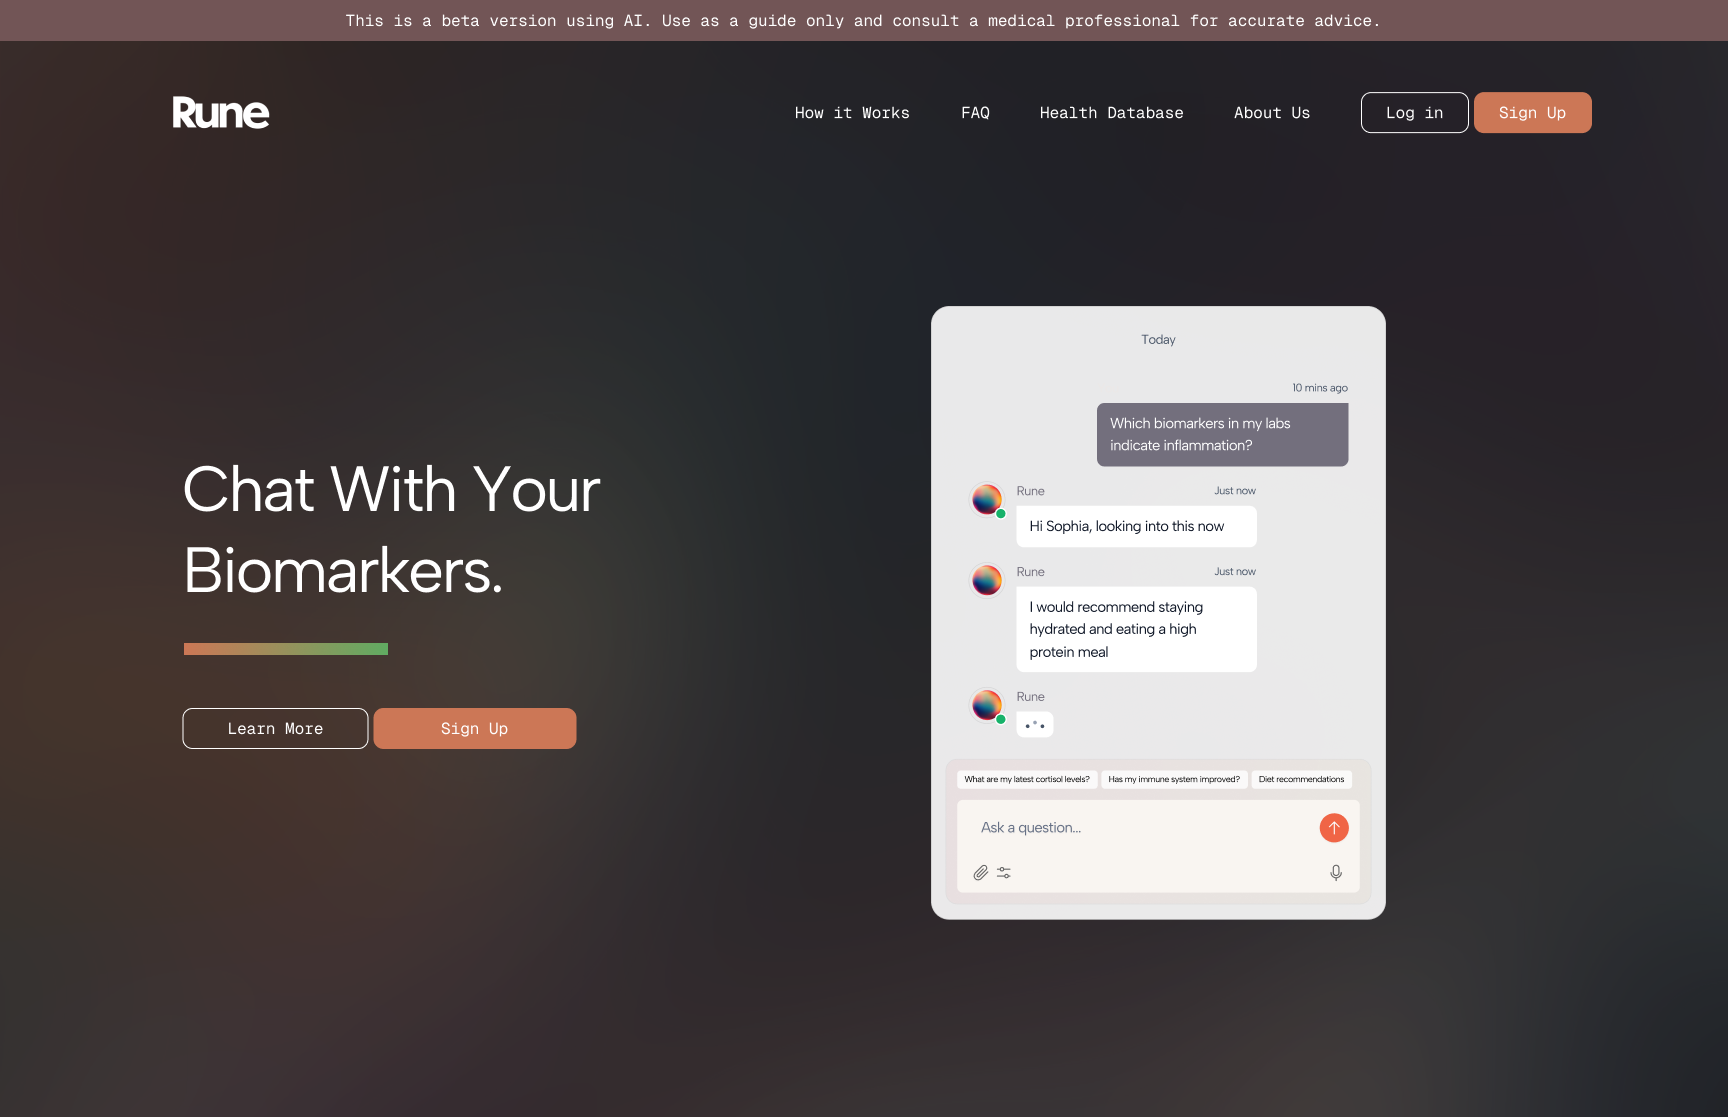 This is a beta version using AI. Use as a guide only and consult a medical professional for accurate advice.
Rune
How it Works
FAQ
Health Database
About Us
Log in
Sign Up
Chat With Your
Biomarkers.
Learn More
Sign Up
Today
10 mins ago
Which biomarkers in my labs
indicate inflammation?
Rune
Just now
Hi Sophia, looking into this now
Rune
Just now
I would recommend staying
hydrated and eating a high
protein meal
Rune
What are my latest cortisol levels?
Has my immune system improved?
Diet recommendations
Ask a question...